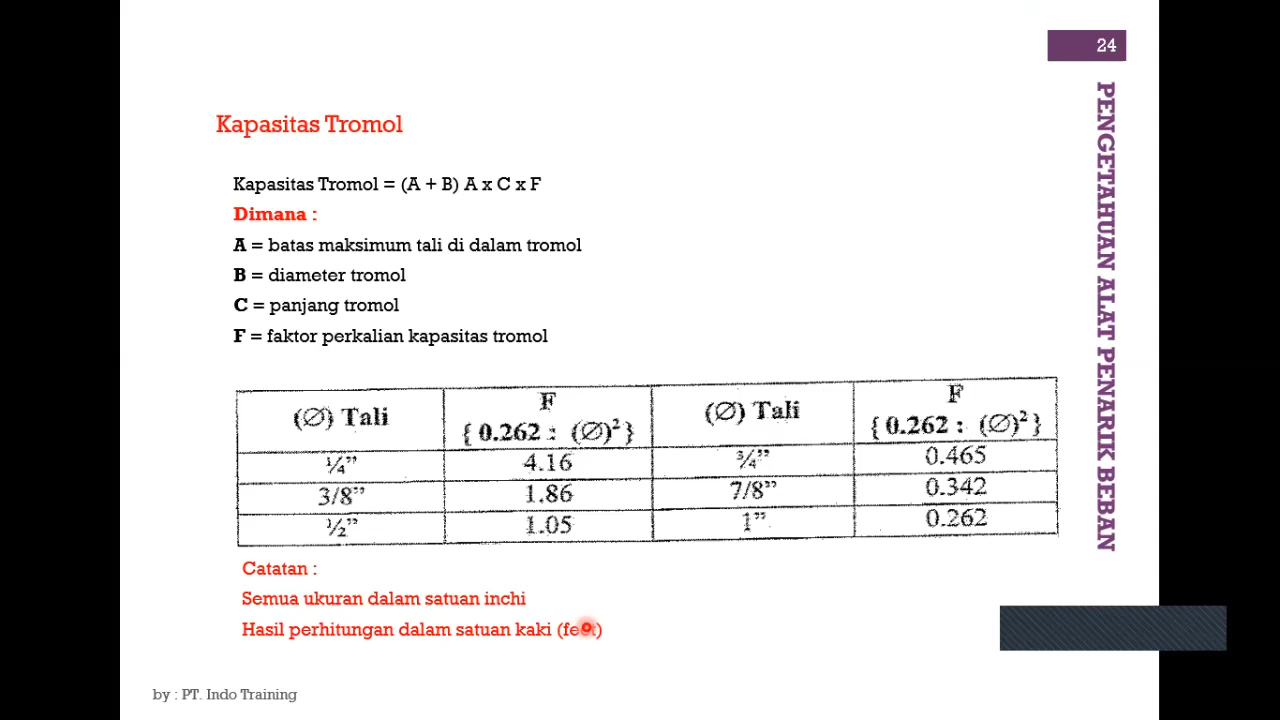 24
PENGETAHUAN ALAT PENARIK BEBAN
Kapasitas Tromol
Kapasitas Tromol = (A + B) A x C x F
Dimana :
A = batas maksimum tali di dalam tromol
B = diameter tromol
C = panjang tromol
F = faktor perkalian kapasitas tromol
(∅) Tali F { 0.262 : (∅)² } (∅) Tali F { 0.262 : (∅)² }
¼” 4.16 ¾” 0.465
3/8” 1.86 7/8” 0.342
½” 1.05 1” 0.262
Catatan :
Semua ukuran dalam satuan inchi
Hasil perhitungan dalam satuan kaki (feet)
by : PT. Indo Training